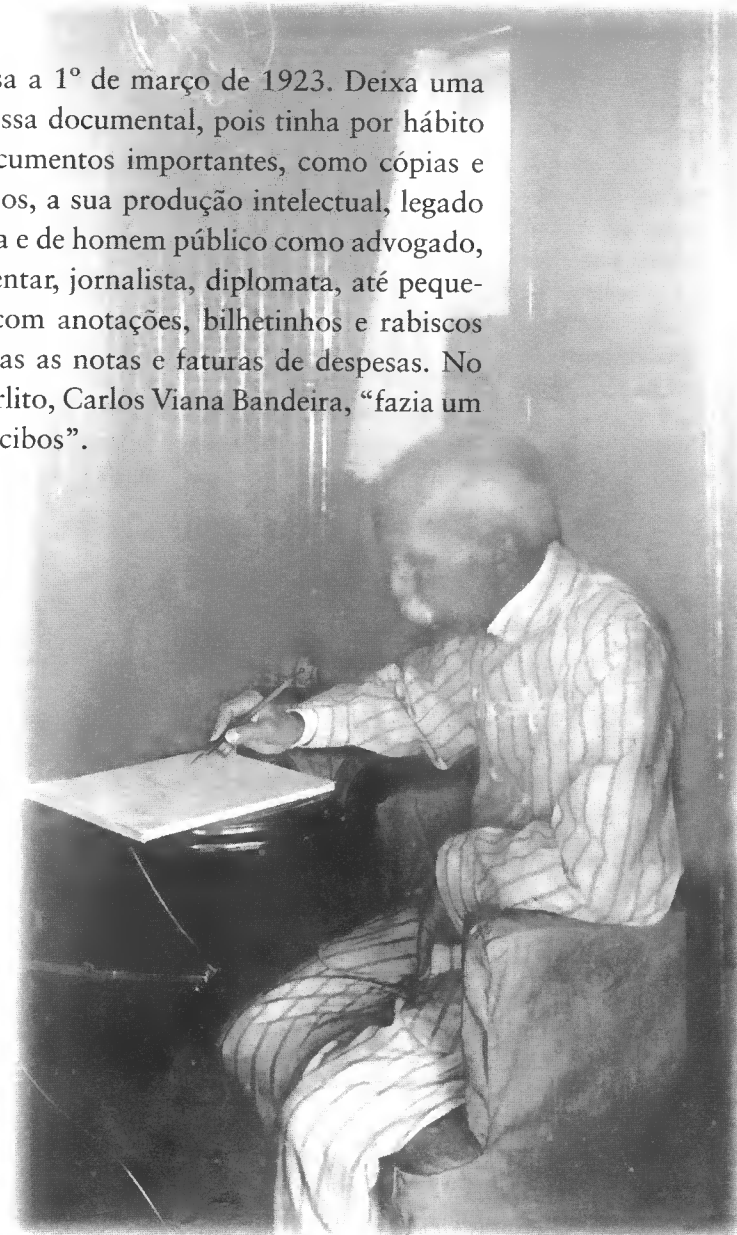 sa a 1º de março de 1923. Deixa uma
ssa documental, pois tinha por hábito
cumentos importantes, como cópias e
os, a sua produção intelectual, legado
a e de homem público como advogado,
entar, jornalista, diplomata, até peque-
com anotações, bilhetinhos e rabiscos
as as notas e faturas de despesas. No
rlito, Carlos Viana Bandeira, “fazia um
cibos”.